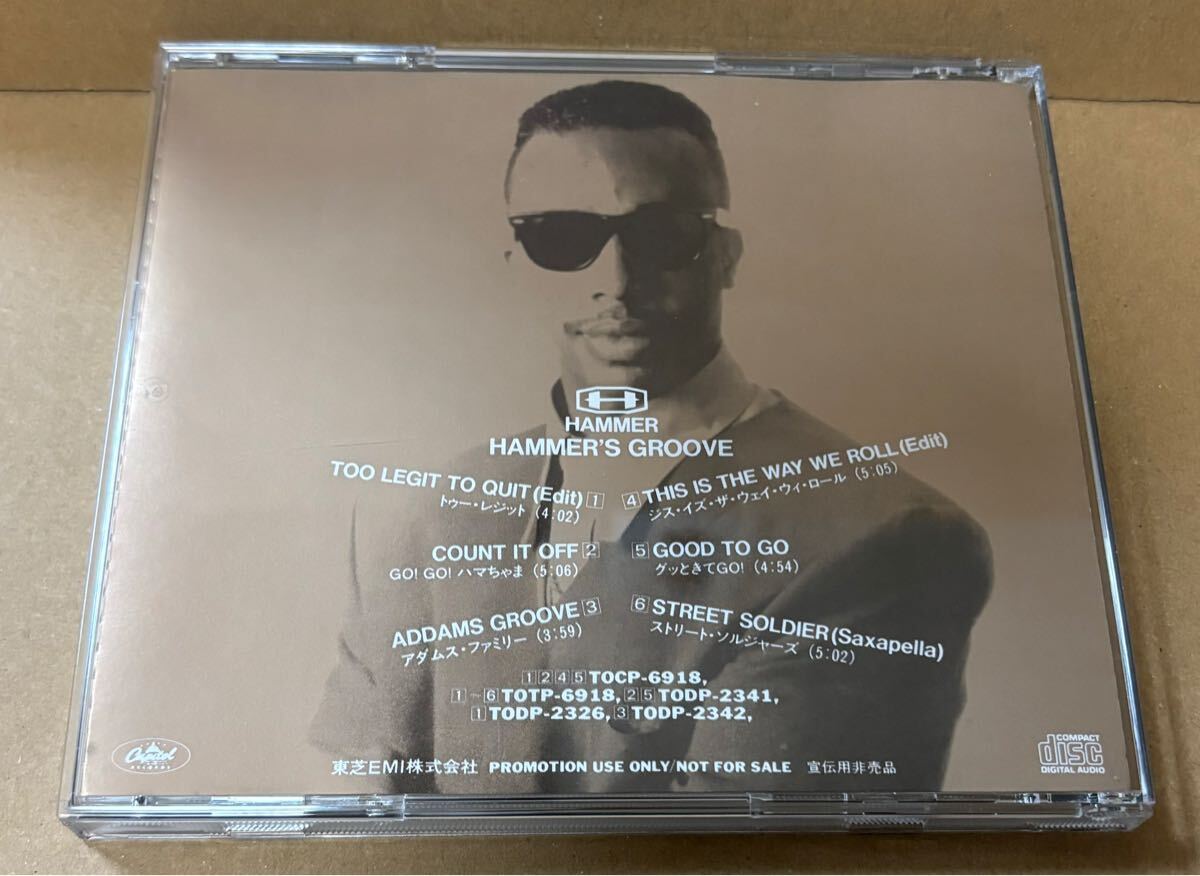 HAMMER
HAMMER'S GROOVE
TOO LEGIT TO QUIT(Edit) 1
トゥー・レジット (4:02)
COUNT IT OFF 2
GO! GO! ハマちゃま (5:06)
ADDAMS GROOVE 3
アダムス・ファミリー (3:59)
4 THIS IS THE WAY WE ROLL(Edit)
ジス・イズ・ザ・ウェイ・ウィ・ロール (5:05)
5 GOOD TO GO
グッときてGO! (4:54)
6 STREET SOLDIER(Saxapella)
ストリート・ソルジャーズ (5:02)
1 2 4 5 TOCP-6918,
1~6 TOTP-6918, 2 5 TODP-2341,
1 TODP-2326, 3 TODP-2342,
Capitol
RECORDS
東芝EMI株式会社 PROMOTION USE ONLY/NOT FOR SALE 宣伝用非売品
COMPACT
disc
DIGITAL AUDIO